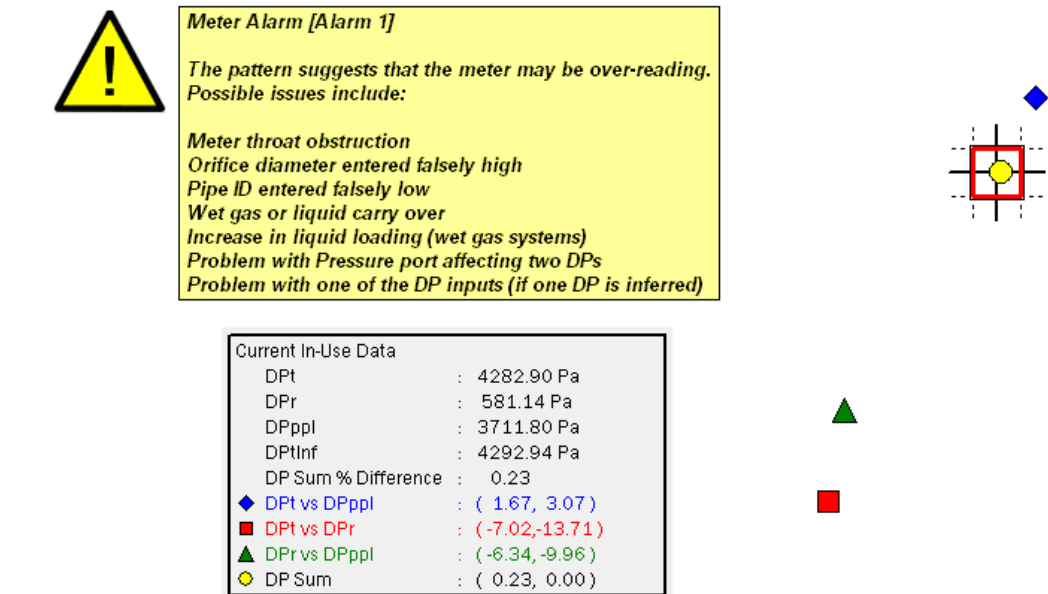 !
Meter Alarm [Alarm 1]
The pattern suggests that the meter may be over-reading.
Possible issues include:
Meter throat obstruction
Orifice diameter entered falsely high
Pipe ID entered falsely low
Wet gas or liquid carry over
Increase in liquid loading (wet gas systems)
Problem with Pressure port affecting two DPs
Problem with one of the DP inputs (if one DP is inferred)
Current In-Use Data
DPt : 4282.90 Pa
DPr : 581.14 Pa
DPppl : 3711.80 Pa
DPtInf : 4292.94 Pa
DP Sum % Difference : 0.23
DPt vs DPppl : ( 1.67, 3.07 )
DPt vs DPr : (-7.02,-13.71)
DPr vs DPppl : (-6.34,-9.96 )
DP Sum : ( 0.23, 0.00 )